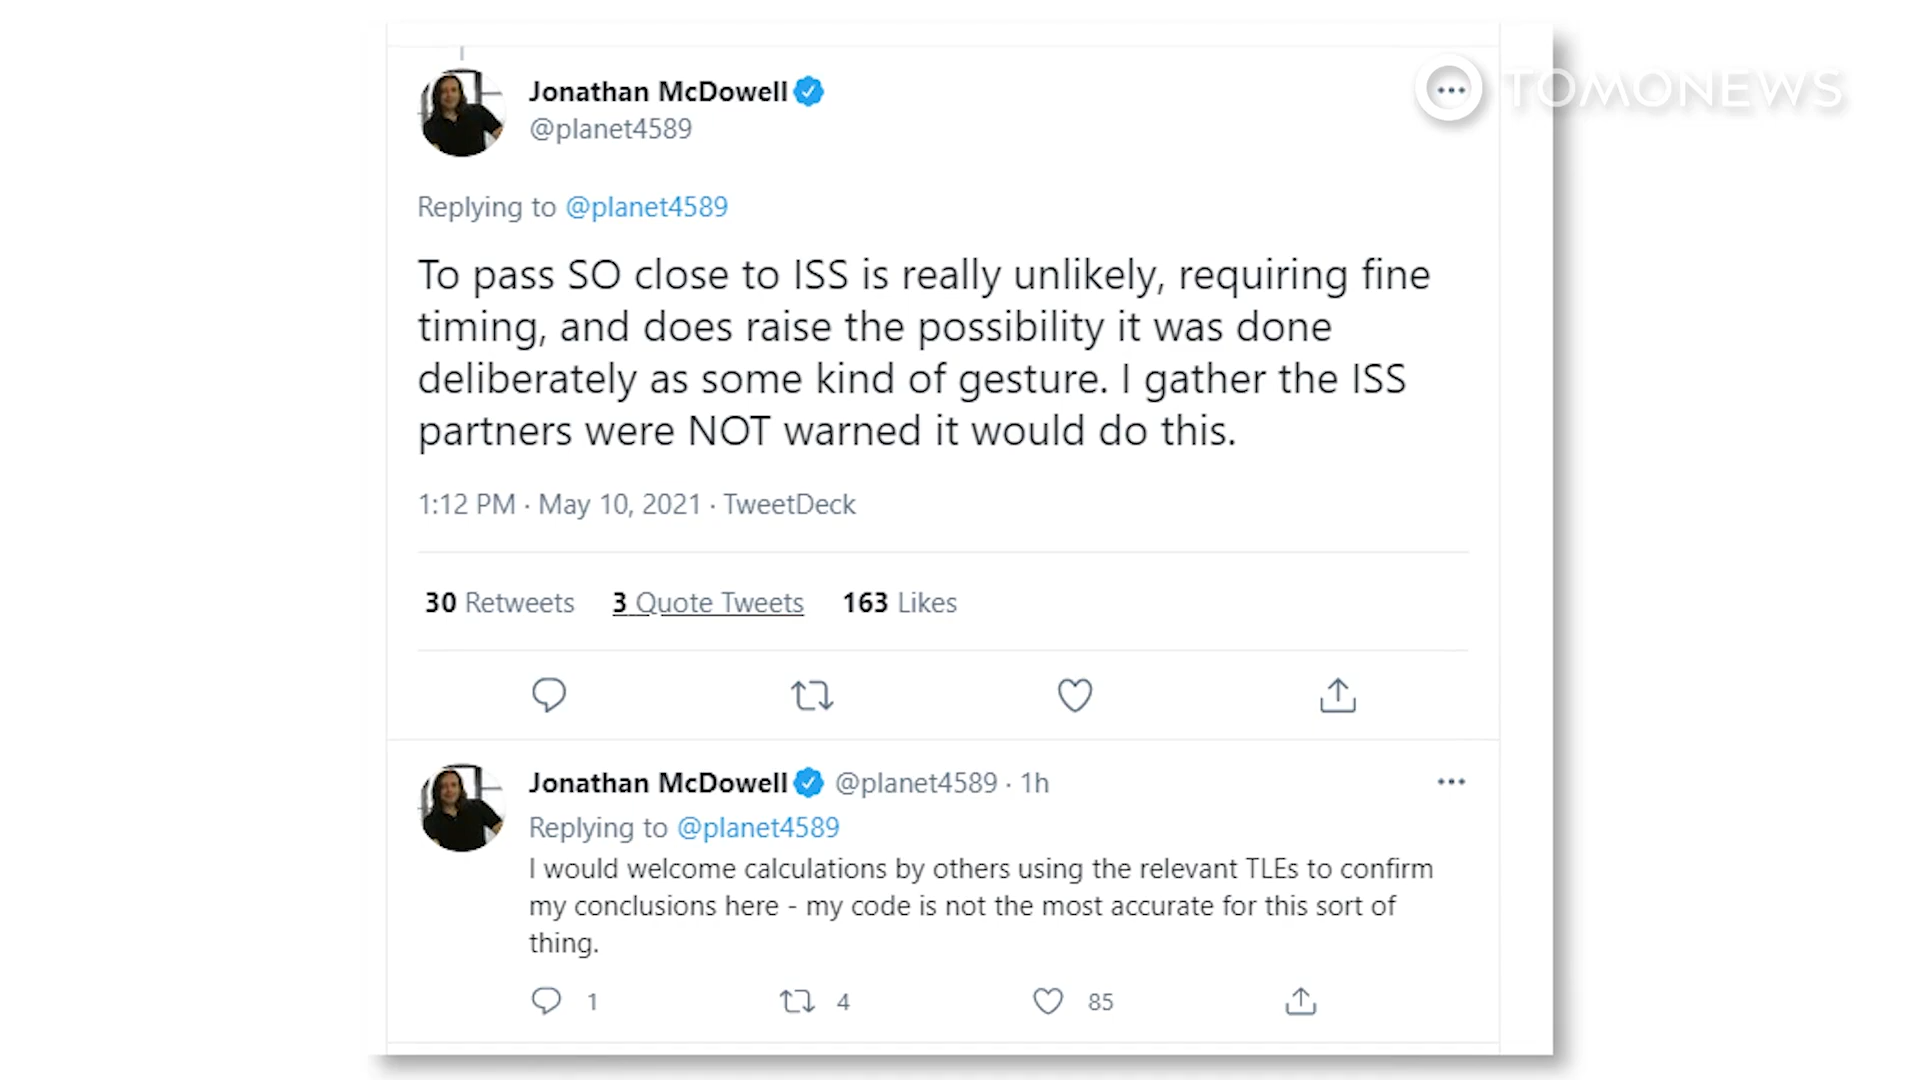 Jonathan McDowell
@planet4589
TOMONEWS
Replying to @planet4589
To pass SO close to ISS is really unlikely, requiring fine
timing, and does raise the possibility it was done
deliberately as some kind of gesture. I gather the ISS
partners were NOT warned it would do this.
1:12 PM · May 10, 2021 · TweetDeck
30 Retweets 3 Quote Tweets 163 Likes
Jonathan McDowell @planet4589 · 1h
Replying to @planet4589
I would welcome calculations by others using the relevant TLEs to confirm
my conclusions here - my code is not the most accurate for this sort of
thing.
1 4 85